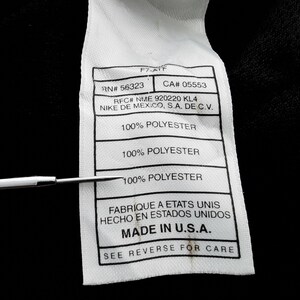 RN# 56323 CA# 05553
RFC# NME 920220 KL4
NIKE DE MEXICO, S.A. DE C.V.
100% POLYESTER
100% POLYESTER
100% POLYESTER
FABRIQUE A ETATS UNIS
HECHO EN ESTADOS UNIDOS
MADE IN U.S.A.
SEE REVERSE FOR CARE